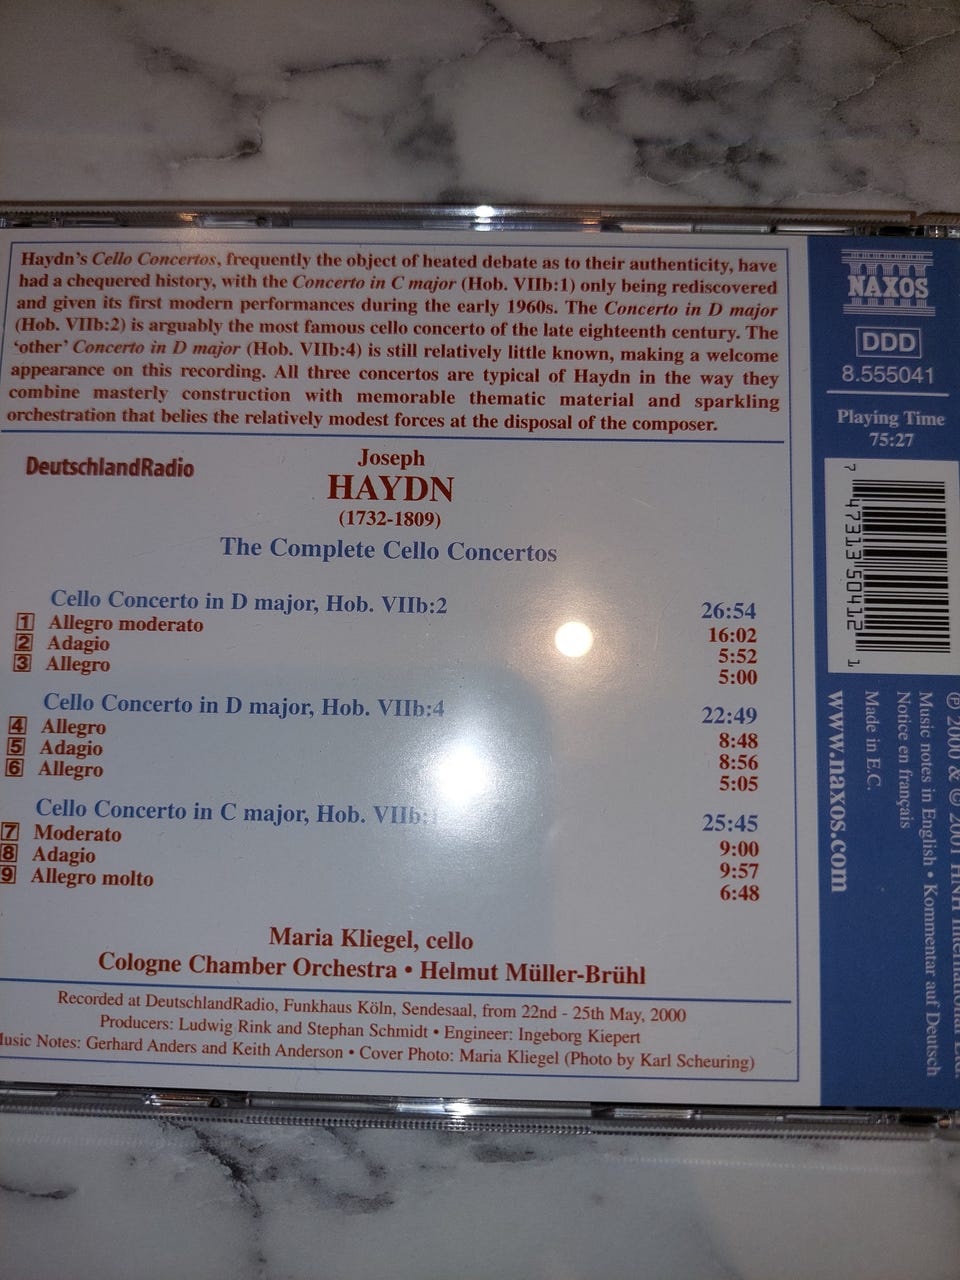 Haydn's Cello Concertos, frequently the object of heated debate as to their authenticity, have
had a chequered history, with the Concerto in C major (Hob. VIIb:1) only being rediscovered
and given its first modern performances during the early 1960s. The Concerto in D major
(Hob. VIIb:2) is arguably the most famous cello concerto of the late eighteenth century. The
'other' Concerto in D major (Hob. VIIb:4) is still relatively little known, making a welcome
appearance on this recording. All three concertos are typical of Haydn in the way they
combine masterly construction with memorable thematic material and sparkling
orchestration that belies the relatively modest forces at the disposal of the composer.
DeutschlandRadio
Joseph
HAYDN
(1732-1809)
The Complete Cello Concertos
Cello Concerto in D major, Hob. VIIb:2 26:54
1 Allegro moderato 16:02
2 Adagio 5:52
3 Allegro 5:00
Cello Concerto in D major, Hob. VIIb:4 22:49
4 Allegro 8:48
5 Adagio 8:56
6 Allegro 5:05
Cello Concerto in C major, Hob. VIIb: 25:45
7 Moderato 9:00
8 Adagio 9:57
9 Allegro molto 6:48
Maria Kliegel, cello
Cologne Chamber Orchestra • Helmut Müller-Brühl
Recorded at DeutschlandRadio, Funkhaus Köln, Sendesaal, from 22nd - 25th May, 2000
Producers: Ludwig Rink and Stephan Schmidt • Engineer: Ingeborg Kiepert
Music Notes: Gerhard Anders and Keith Anderson • Cover Photo: Maria Kliegel (Photo by Karl Scheuring)
NAXOS
DDD
8.555041
Playing Time
75:27
7 47313 50412 1
℗ 2000 & © 2001 HNH International Ltd.
Music notes in English • Kommentar auf Deutsch
Notice en français
Made in E.C.
www.naxos.com